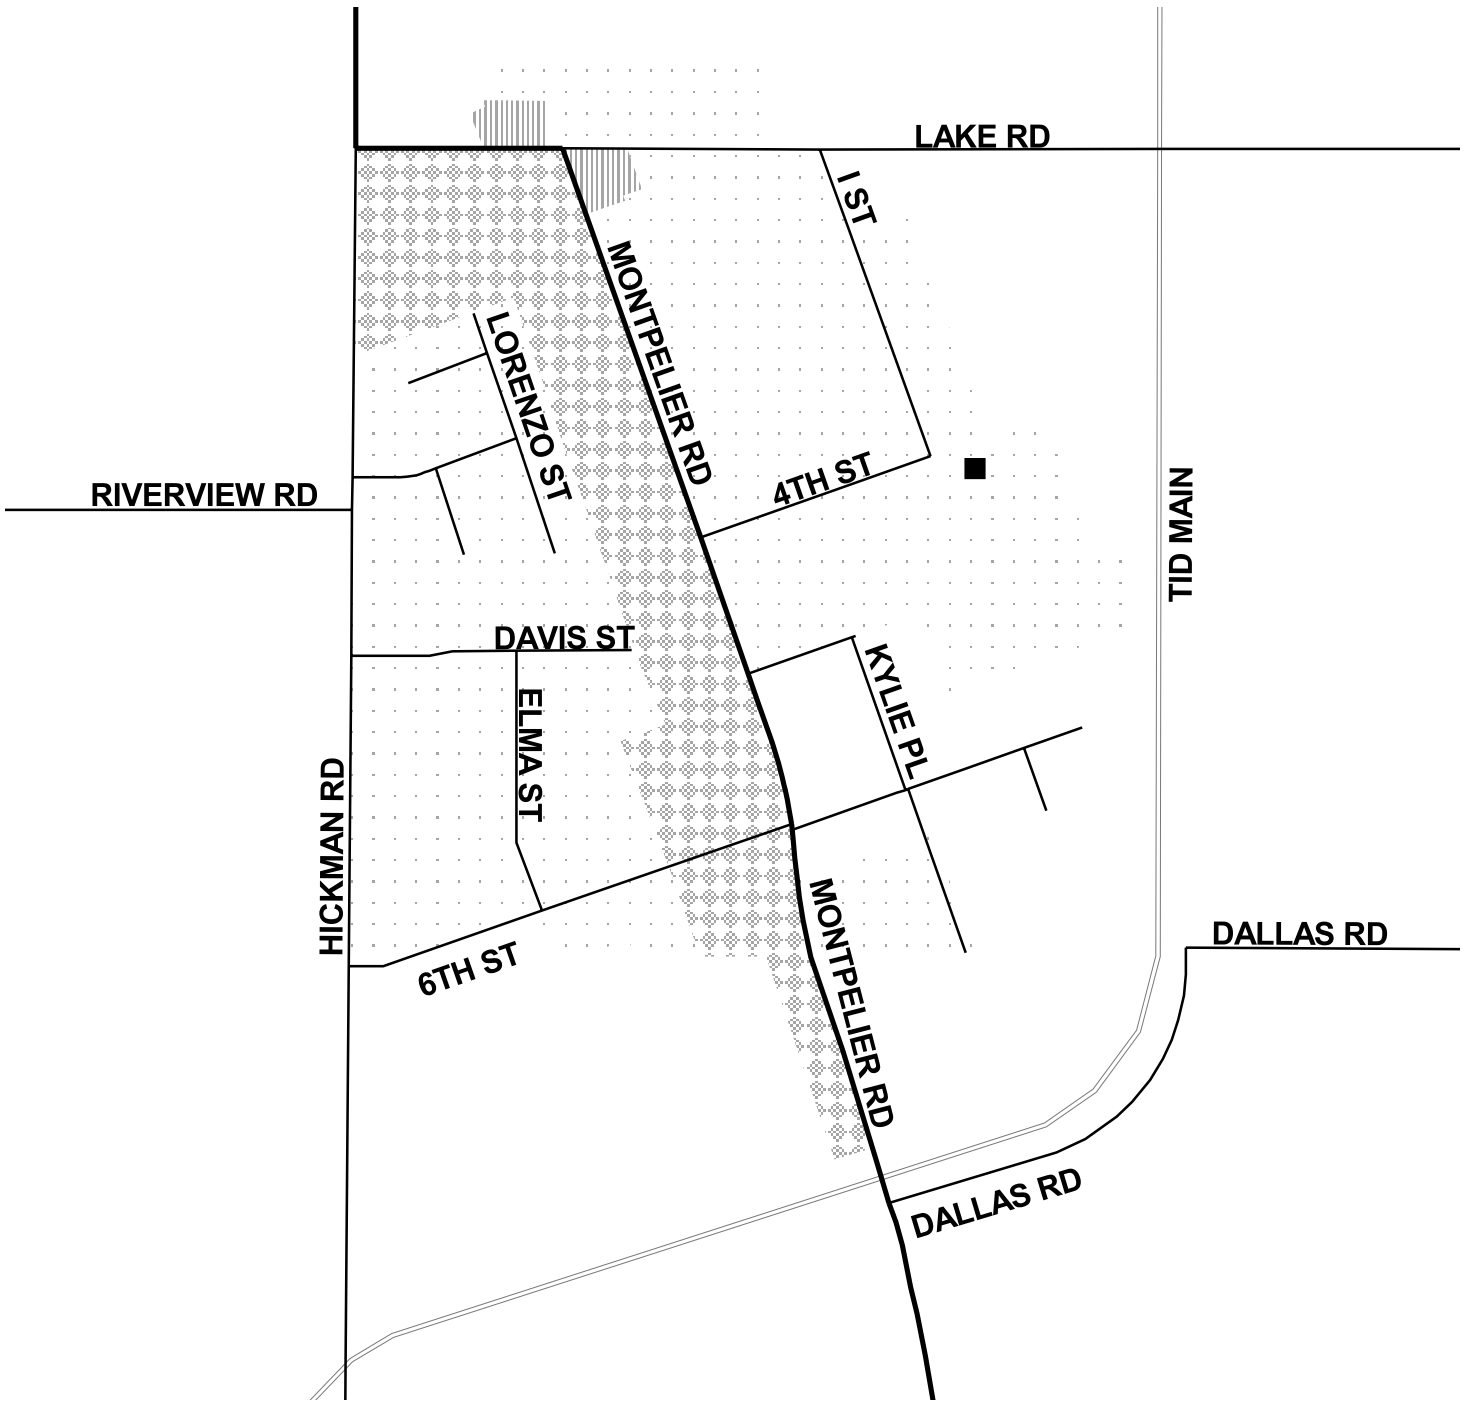 LAKE RD
I ST
MONTPELIER RD
LORENZO ST
4TH ST
RIVERVIEW RD
TID MAIN
DAVIS ST
KYLIE PL
ELMA ST
HICKMAN RD
MONTPELIER RD
DALLAS RD
6TH ST
DALLAS RD